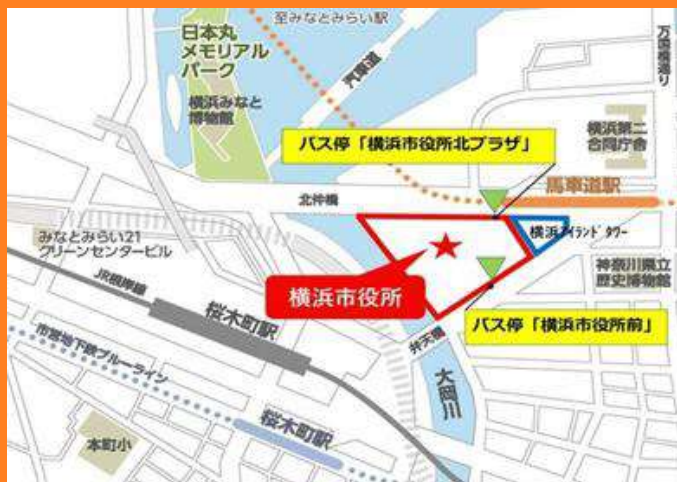 至みなとみらい駅
日本丸
メモリアル
パーク
汽車道
万国橋通り
横浜みなと
博物館
横浜第二
合同庁舎
バス停「横浜市役所北プラザ」
馬車道駅
北仲橋
横浜アイランドタワー
みなとみらい21
グリーンセンタービル
神奈川県立
歴史博物館
JR根岸線
横浜市役所
桜木町駅
バス停「横浜市役所前」
弁天橋
市営地下鉄ブルーライン
大岡川
桜木町駅
本町小